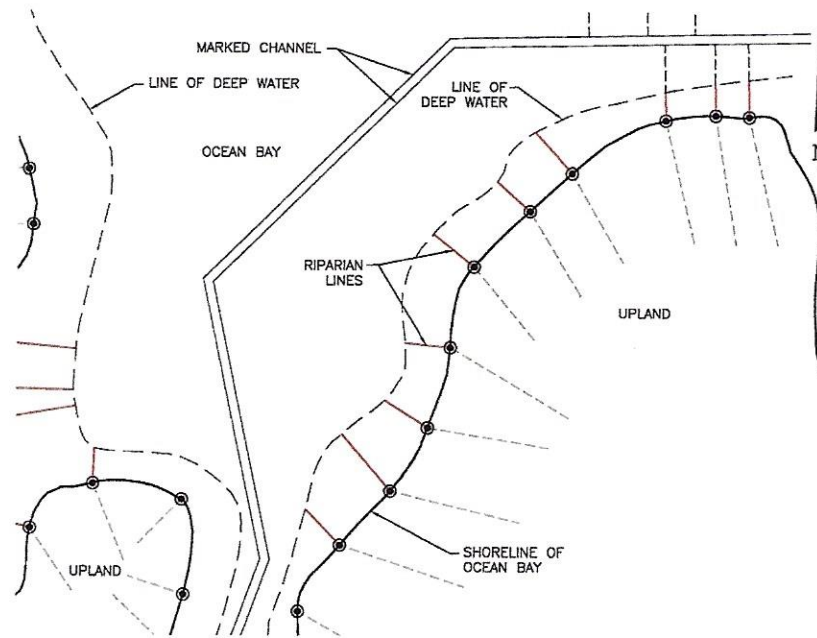 MARKED CHANNEL
LINE OF DEEP WATER
LINE OF
DEEP WATER
OCEAN BAY
RIPARIAN
LINES
UPLAND
SHORELINE OF
OCEAN BAY
UPLAND